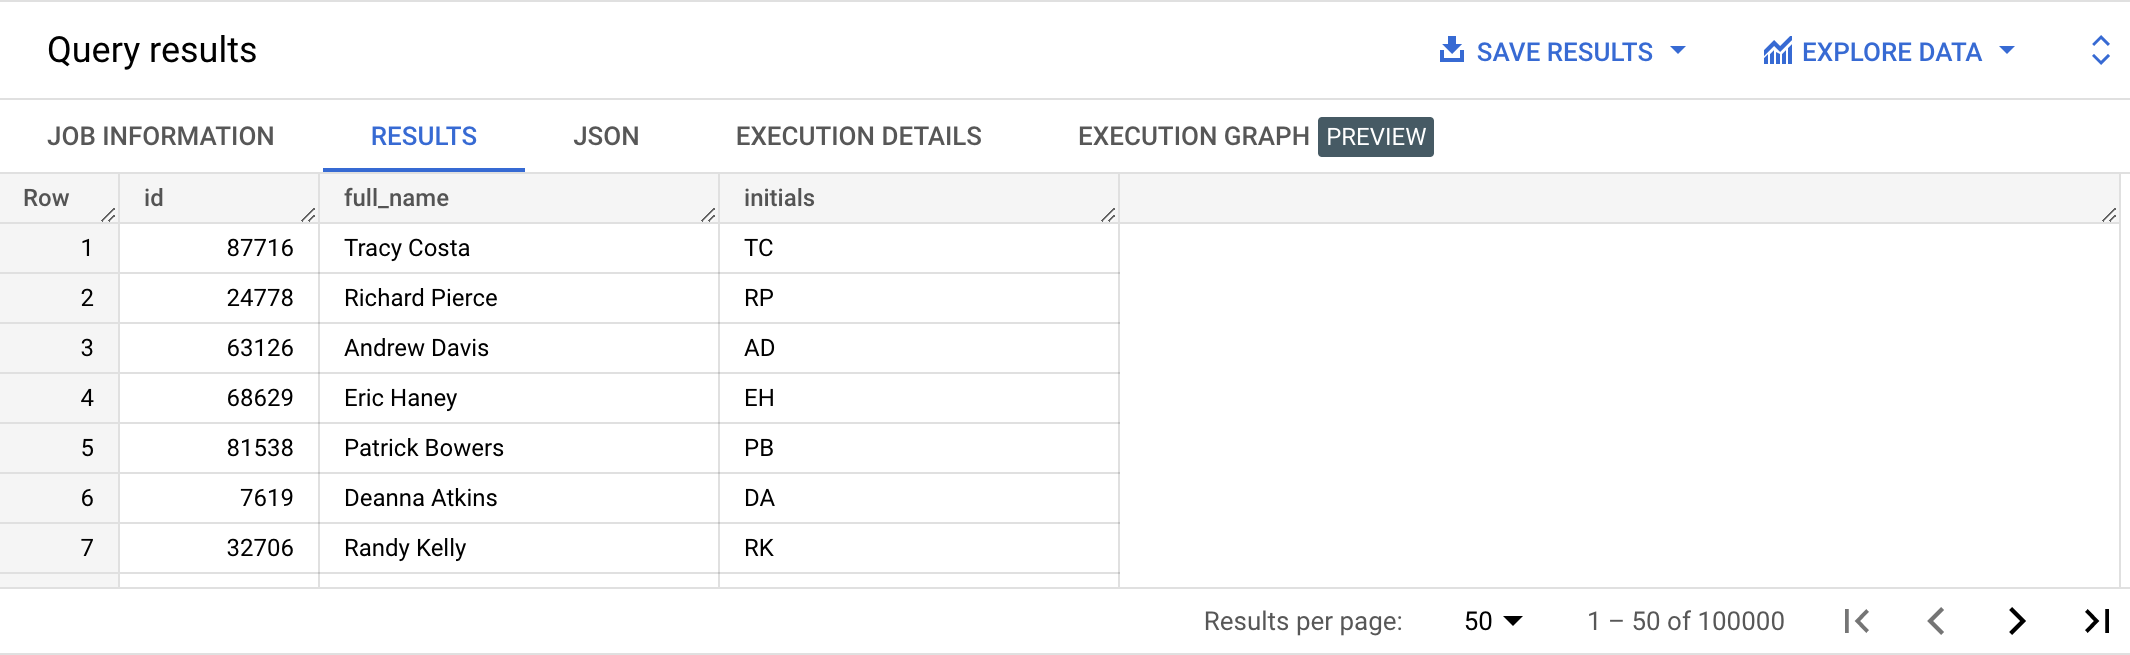 Query results SAVE RESULTS EXPLORE DATA
JOB INFORMATION RESULTS JSON EXECUTION DETAILS EXECUTION GRAPH PREVIEW
Row id full_name initials
1 87716 Tracy Costa TC
2 24778 Richard Pierce RP
3 63126 Andrew Davis AD
4 68629 Eric Haney EH
5 81538 Patrick Bowers PB
6 7619 Deanna Atkins DA
7 32706 Randy Kelly RK
Results per page: 50 1 – 50 of 100000